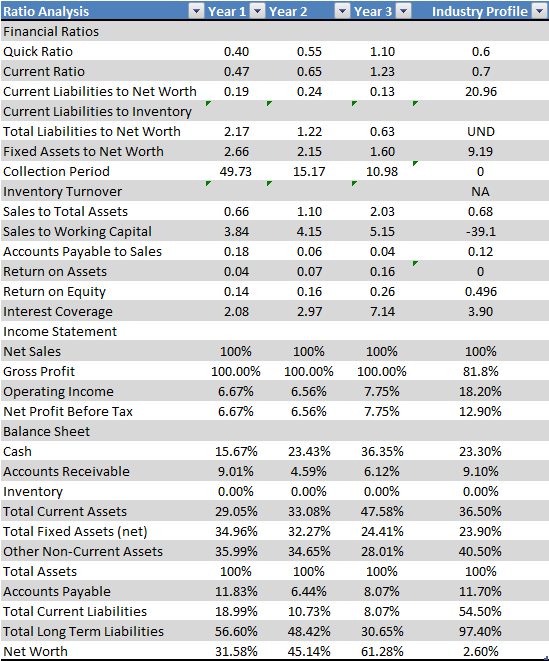 Ratio Analysis Year 1 Year 2 Year 3 Industry Profile
Financial Ratios
Quick Ratio 0.40 0.55 1.10 0.6
Current Ratio 0.47 0.65 1.23 0.7
Current Liabilities to Net Worth 0.19 0.24 0.13 20.96
Current Liabilities to Inventory
Total Liabilities to Net Worth 2.17 1.22 0.63 UND
Fixed Assets to Net Worth 2.66 2.15 1.60 9.19
Collection Period 49.73 15.17 10.98 0
Inventory Turnover NA
Sales to Total Assets 0.66 1.10 2.03 0.68
Sales to Working Capital 3.84 4.15 5.15 -39.1
Accounts Payable to Sales 0.18 0.06 0.04 0.12
Return on Assets 0.04 0.07 0.16 0
Return on Equity 0.14 0.16 0.26 0.496
Interest Coverage 2.08 2.97 7.14 3.90
Income Statement
Net Sales 100% 100% 100% 100%
Gross Profit 100.00% 100.00% 100.00% 81.8%
Operating Income 6.67% 6.56% 7.75% 18.20%
Net Profit Before Tax 6.67% 6.56% 7.75% 12.90%
Balance Sheet
Cash 15.67% 23.43% 36.35% 23.30%
Accounts Receivable 9.01% 4.59% 6.12% 9.10%
Inventory 0.00% 0.00% 0.00% 0.00%
Total Current Assets 29.05% 33.08% 47.58% 36.50%
Total Fixed Assets (net) 34.96% 32.27% 24.41% 23.90%
Other Non-Current Assets 35.99% 34.65% 28.01% 40.50%
Total Assets 100% 100% 100% 100%
Accounts Payable 11.83% 6.44% 8.07% 11.70%
Total Current Liabilities 18.99% 10.73% 8.07% 54.50%
Total Long Term Liabilities 56.60% 48.42% 30.65% 97.40%
Net Worth 31.58% 45.14% 61.28% 2.60%